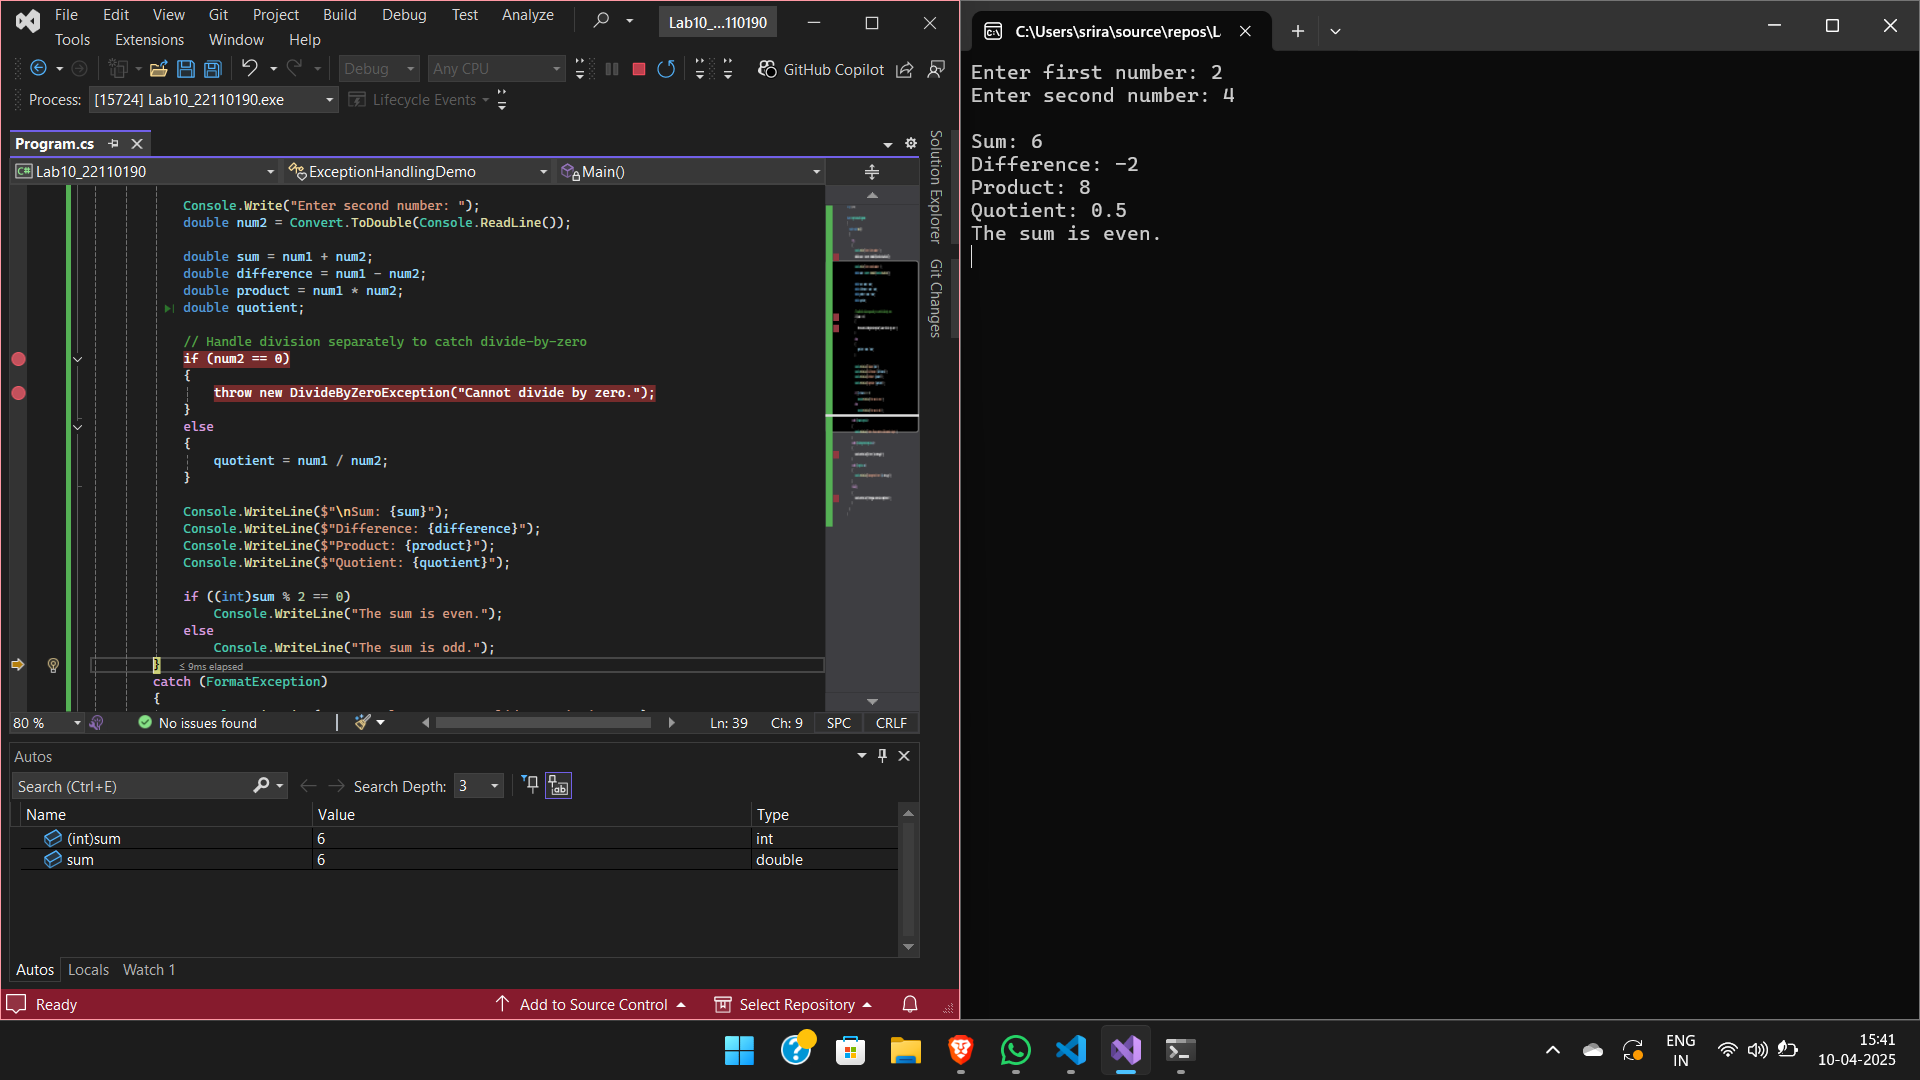 File Edit View Git Project Build Debug Test Analyze Lab10_...110190
Tools Extensions Window Help
Debug Any CPU GitHub Copilot
Process: [15724] Lab10_22110190.exe Lifecycle Events
Program.cs
Lab10_22110190 ExceptionHandlingDemo Main()
Console.Write("Enter second number: ");
double num2 = Convert.ToDouble(Console.ReadLine());
double sum = num1 + num2;
double difference = num1 - num2;
double product = num1 * num2;
double quotient;
// Handle division separately to catch divide-by-zero
if (num2 == 0)
{
throw new DivideByZeroException("Cannot divide by zero.");
}
else
{
quotient = num1 / num2;
}
Console.WriteLine($"\nSum: {sum}");
Console.WriteLine($"Difference: {difference}");
Console.WriteLine($"Product: {product}");
Console.WriteLine($"Quotient: {quotient}");
if ((int)sum % 2 == 0)
Console.WriteLine("The sum is even.");
else
Console.WriteLine("The sum is odd.");
} ≤ 9ms elapsed
catch (FormatException)
{
80 % No issues found Ln: 39 Ch: 9 SPC CRLF
Solution Explorer
Git Changes
Autos
Search (Ctrl+E) Search Depth: 3
Name Value Type
(int)sum 6 int
sum 6 double
Autos Locals Watch 1
Ready Add to Source Control Select Repository
C:\Users\srira\source\repos\L
Enter first number: 2
Enter second number: 4
Sum: 6
Difference: -2
Product: 8
Quotient: 0.5
The sum is even.
ENG
IN
15:41
10-04-2025